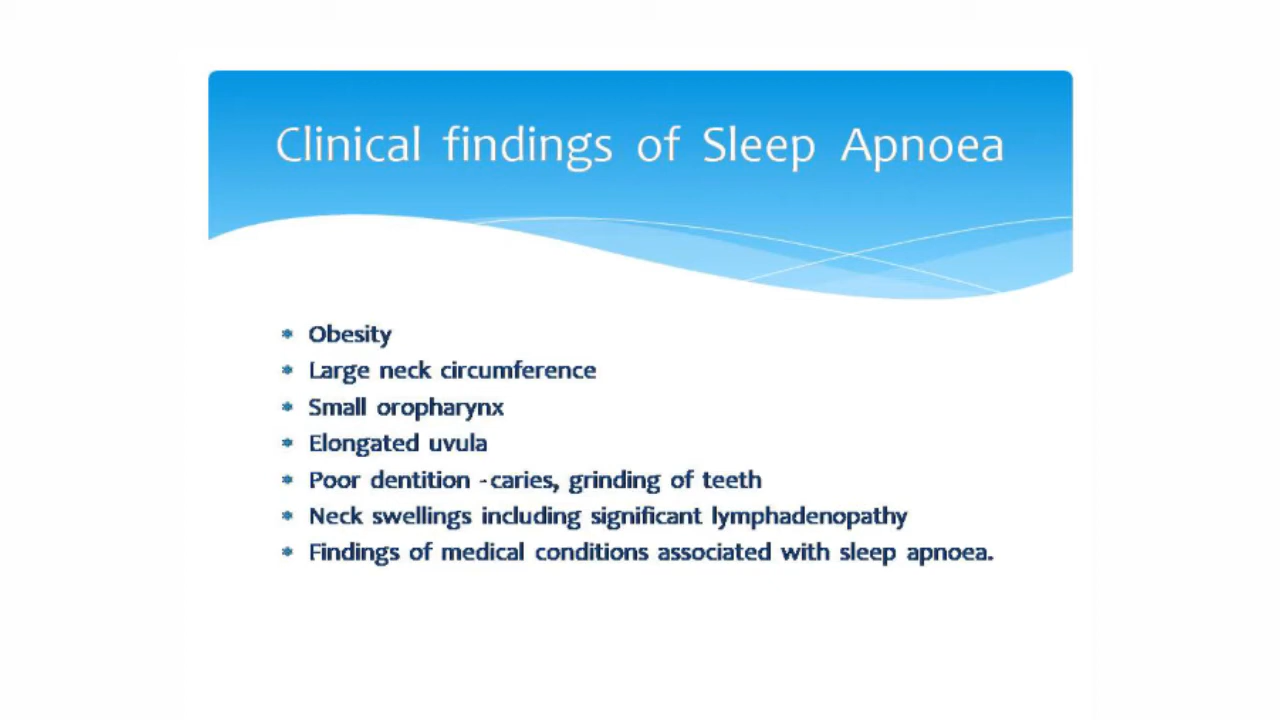 Clinical findings of Sleep Apnoea
* Obesity
* Large neck circumference
* Small oropharynx
* Elongated uvula
* Poor dentition -caries, grinding of teeth
* Neck swellings including significant lymphadenopathy
* Findings of medical conditions associated with sleep apnoea.